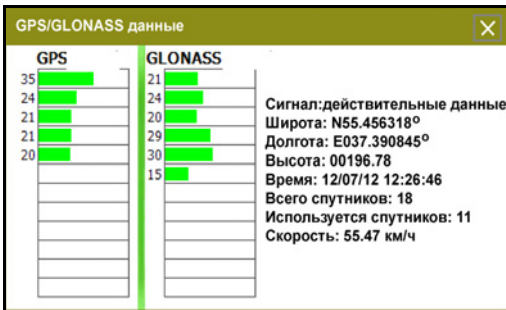 GPS/GLONASS данные
GPS
35
24
21
21
20
GLONASS
21
24
20
29
30
15
Сигнал:действительные данные
Широта: N55.456318º
Долгота: E037.390845º
Высота: 00196.78
Время: 12/07/12 12:26:46
Всего спутников: 18
Используется спутников: 11
Скорость: 55.47 км/ч